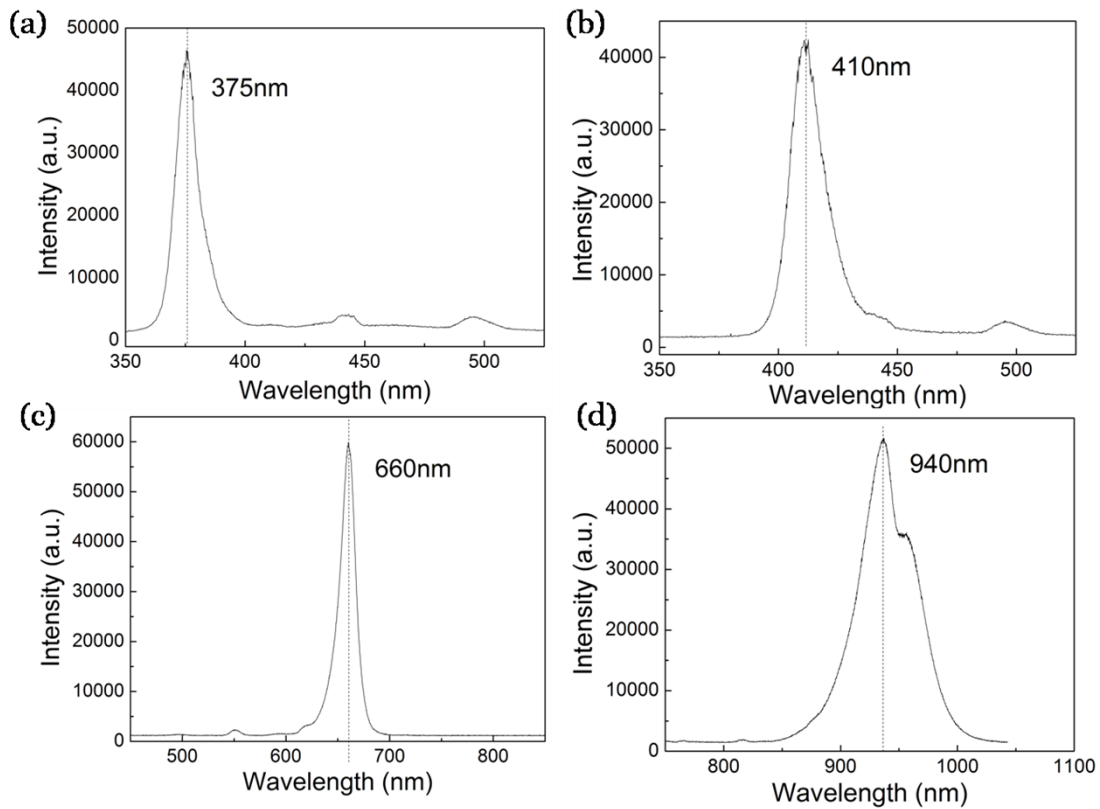 (a)
50000
40000
30000
20000
10000
0
Intensity (a.u.)
375nm
350 400 450 500
Wavelength (nm)
(b)
40000
30000
20000
10000
0
Intensity (a.u.)
410nm
350 400 450 500
Wavelength (nm)
(c)
60000
50000
40000
30000
20000
10000
0
Intensity (a.u.)
660nm
500 600 700 800
Wavelength (nm)
(d)
50000
40000
30000
20000
10000
0
Intensity (a.u.)
940nm
800 900 1000 1100
Wavelength (nm)